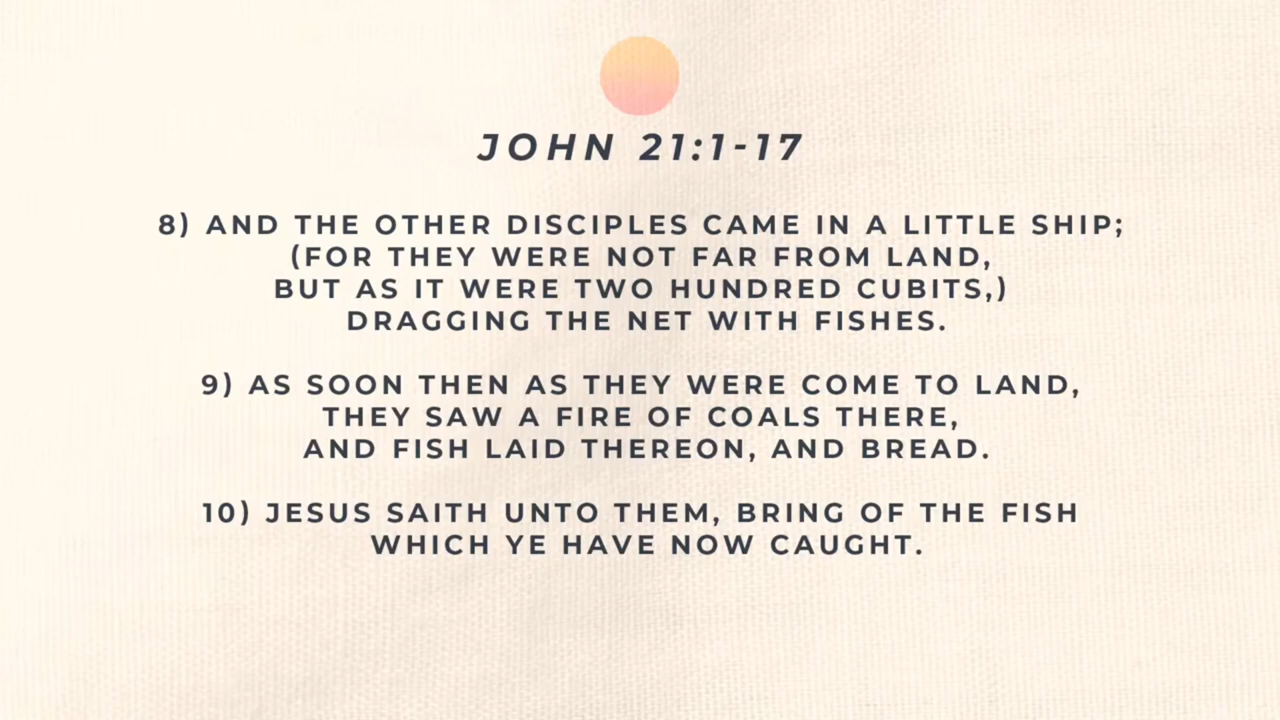 JOHN 21:1-17
8) AND THE OTHER DISCIPLES CAME IN A LITTLE SHIP;
(FOR THEY WERE NOT FAR FROM LAND,
BUT AS IT WERE TWO HUNDRED CUBITS,)
DRAGGING THE NET WITH FISHES.
9) AS SOON THEN AS THEY WERE COME TO LAND,
THEY SAW A FIRE OF COALS THERE,
AND FISH LAID THEREON, AND BREAD.
10) JESUS SAITH UNTO THEM, BRING OF THE FISH
WHICH YE HAVE NOW CAUGHT.